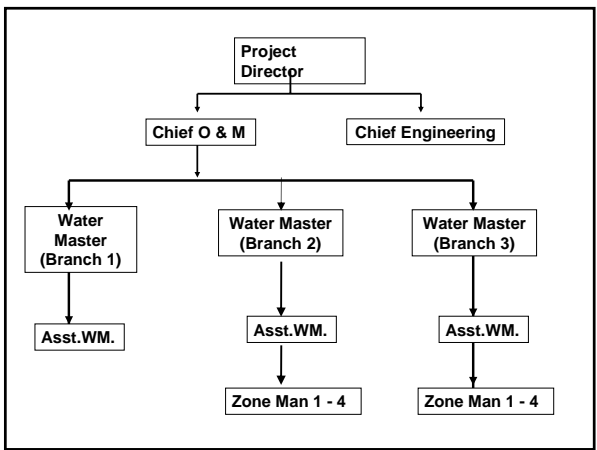 Project
Director
Chief O & M
Chief Engineering
Water
Master
(Branch 1)
Water Master
(Branch 2)
Water Master
(Branch 3)
Asst.WM.
Asst.WM.
Asst.WM.
Zone Man 1 - 4
Zone Man 1 - 4